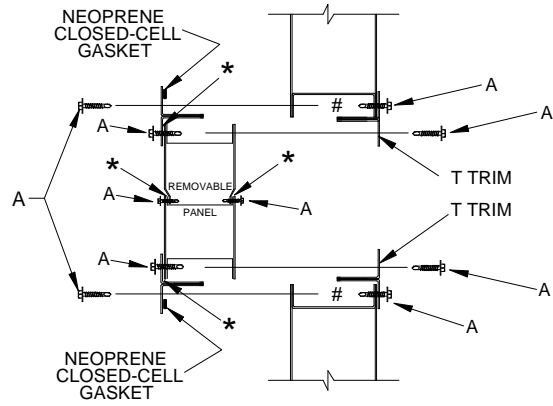 NEOPRENE
CLOSED-CELL
GASKET
*
#
A
A
A
A
*
*
T TRIM
REMOVABLE
A
A
A
PANEL
T TRIM
A
A
#
*
A
NEOPRENE
CLOSED-CELL
GASKET